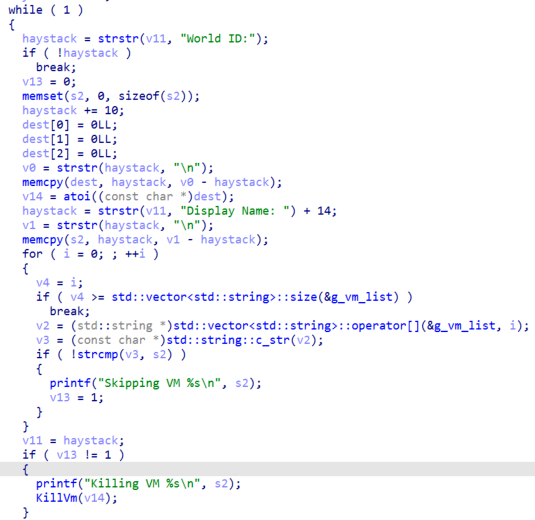 while ( 1 )
{
haystack = strstr(v11, "World ID:");
if ( !haystack )
break;
v13 = 0;
memset(s2, 0, sizeof(s2));
haystack += 10;
dest[0] = 0LL;
dest[1] = 0LL;
dest[2] = 0LL;
v0 = strstr(haystack, "\n");
memcpy(dest, haystack, v0 - haystack);
v14 = atoi((const char *)dest);
haystack = strstr(v11, "Display Name: ") + 14;
v1 = strstr(haystack, "\n");
memcpy(s2, haystack, v1 - haystack);
for ( i = 0; ; ++i )
{
v4 = i;
if ( v4 >= std::vector<std::string>::size(&g_vm_list) )
break;
v2 = (std::string *)std::vector<std::string>::operator[](&g_vm_list, i);
v3 = (const char *)std::string::c_str(v2);
if ( !strcmp(v3, s2) )
{
printf("Skipping VM %s\n", s2);
v13 = 1;
}
}
v11 = haystack;
if ( v13 != 1 )
{
printf("Killing VM %s\n", s2);
KillVm(v14);
}